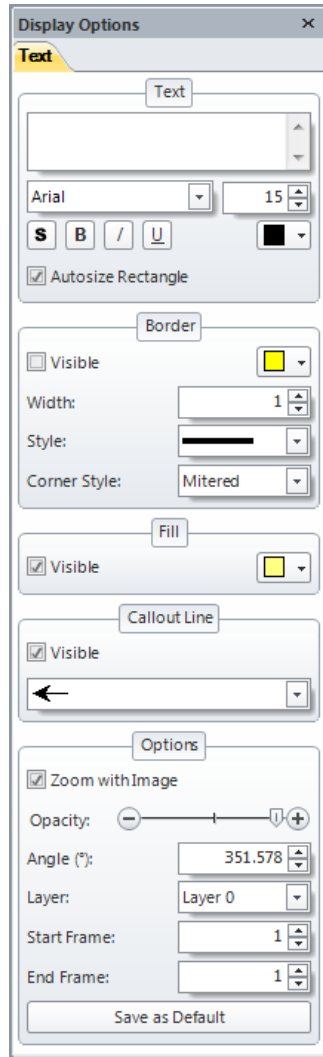 Display Options
Text
Text
Arial 15
S B / U
Autosize Rectangle
Border
Visible
Width: 1
Style:
Corner Style: Mitered
Fill
Visible
Callout Line
Visible
Options
Zoom with Image
Opacity:
Angle (°): 351.578
Layer: Layer 0
Start Frame: 1
End Frame: 1
Save as Default